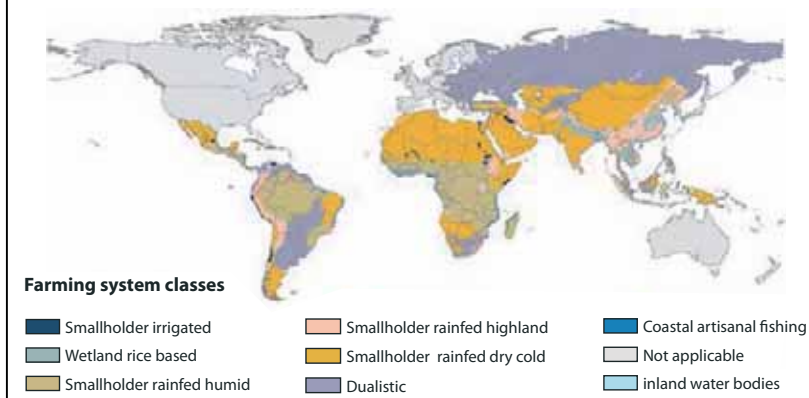 Farming system classes
Smallholder irrigated
Wetland rice based
Smallholder rainfed humid
Smallholder rainfed highland
Smallholder rainfed dry cold
Dualistic
Coastal artisanal fishing
Not applicable
inland water bodies